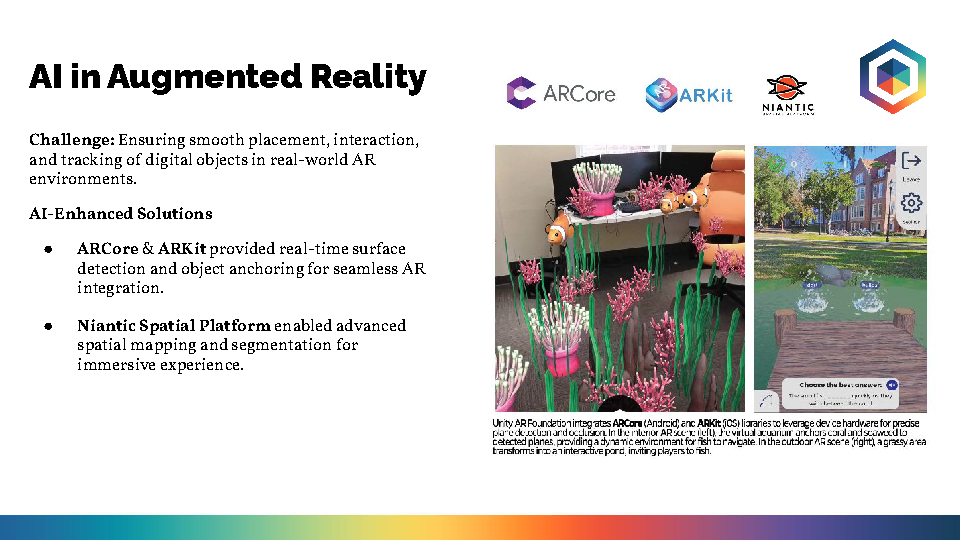 AI in Augmented Reality
Challenge: Ensuring smooth placement, interaction,
and tracking of digital objects in real-world AR
environments.
AI-Enhanced Solutions
● ARCore & ARKit provided real-time surface
detection and object anchoring for seamless AR
integration.
● Niantic Spatial Platform enabled advanced
spatial mapping and segmentation for
immersive experience.
ARCore
ARKit
NIANTIC
SPATIAL PLATFORM
Leave
Choose the best answer:
Unity AR Foundation integrates ARCore (Android) and ARKit (iOS) libraries to leverage device hardware for precise
plane detection and occlusion. In the interior AR scene (left), the virtual aquarium anchors coral and seaweed to
detected planes, providing a dynamic environment for fish to navigate. In the outdoor AR scene (right), a grassy area
transforms into an interactive pond, inviting players to fish.